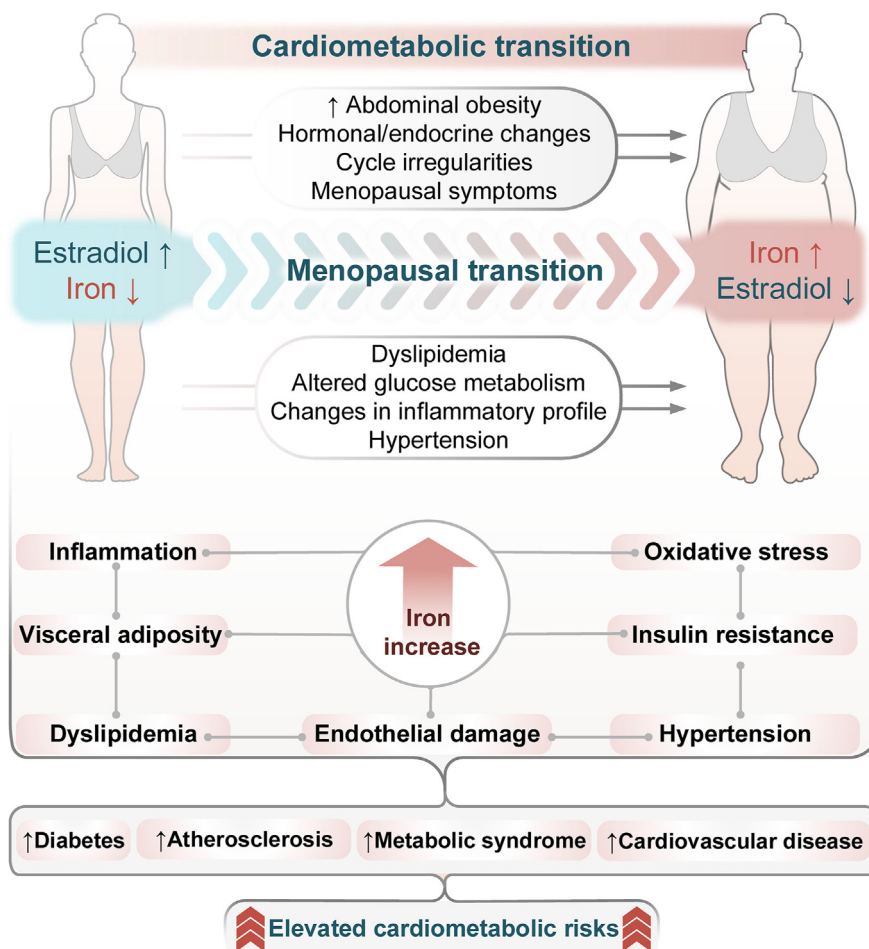 Cardiometabolic transition
↑ Abdominal obesity
Hormonal/endocrine changes
Cycle irregularities
Menopausal symptoms
Estradiol ↑
Iron ↓
Menopausal transition
Iron ↑
Estradiol ↓
Dyslipidemia
Altered glucose metabolism
Changes in inflammatory profile
Hypertension
Inflammation
Oxidative stress
Iron
increase
Visceral adiposity
Insulin resistance
Dyslipidemia
Endothelial damage
Hypertension
↑Diabetes
↑Atherosclerosis
↑Metabolic syndrome
↑Cardiovascular disease
Elevated cardiometabolic risks